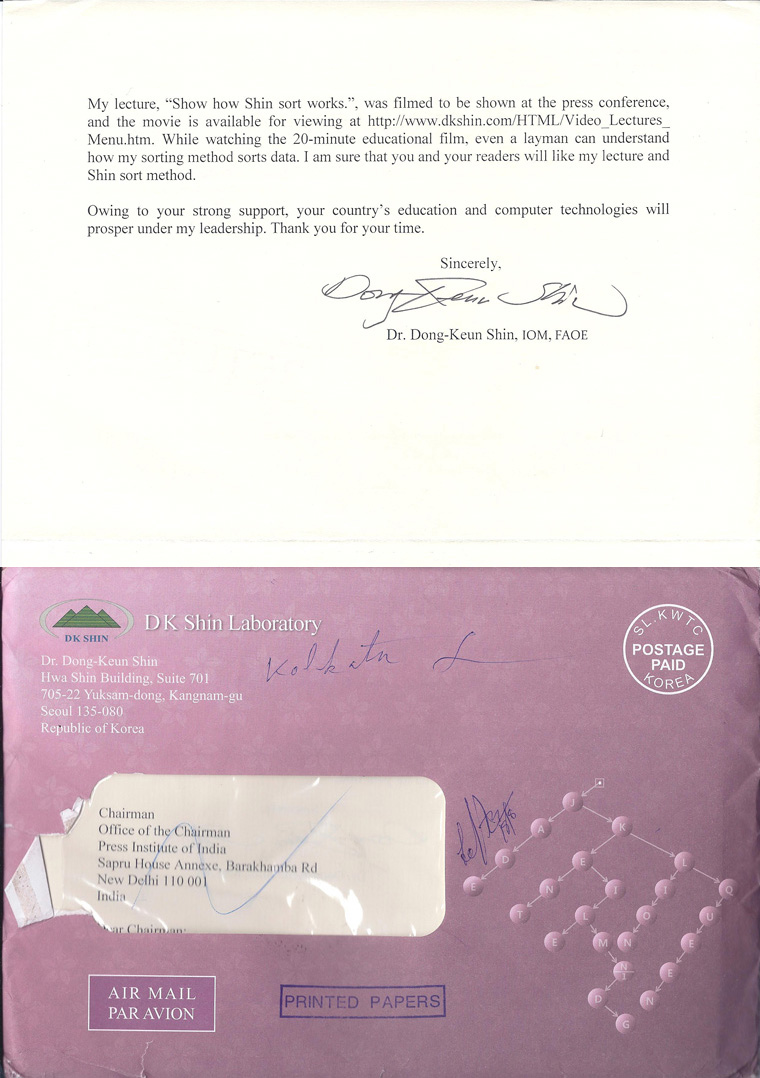 My lecture, “Show how Shin sort works.”, was filmed to be shown at the press conference,
and the movie is available for viewing at http://www.dkshin.com/HTML/Video_Lectures_
Menu.htm. While watching the 20-minute educational film, even a layman can understand
how my sorting method sorts data. I am sure that you and your readers will like my lecture and
Shin sort method.
Owing to your strong support, your country’s education and computer technologies will
prosper under my leadership. Thank you for your time.
Sincerely,
Dong Keun Shin
Dr. Dong-Keun Shin, IOM, FAOE
DK SHIN
DK Shin Laboratory
Dr. Dong-Keun Shin
Hwa Shin Building, Suite 701
705-22 Yuksam-dong, Kangnam-gu
Seoul 135-080
Republic of Korea
Kolkata
SL.KWTC
POSTAGE
PAID
KOREA
Chairman
Office of the Chairman
Press Institute of India
Sapru House Annexe, Barakhamba Rd
New Delhi 110 001
India
Dear Chairman:
J
A K
D E L
E N I I Q
T L O U
E M N E
N E
I
D N
G
AIR MAIL
PAR AVION
PRINTED PAPERS